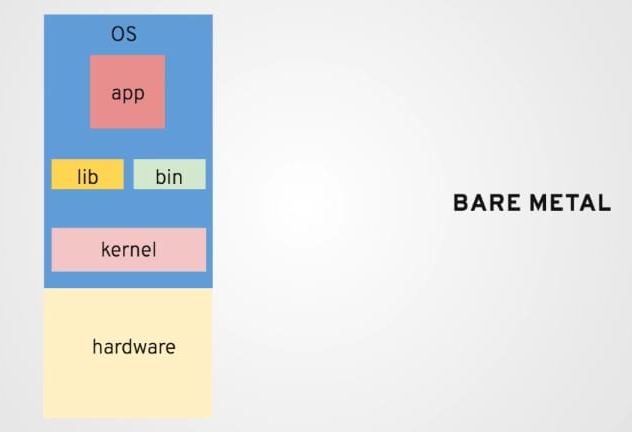 OS
app
lib
bin
kernel
hardware
BARE METAL